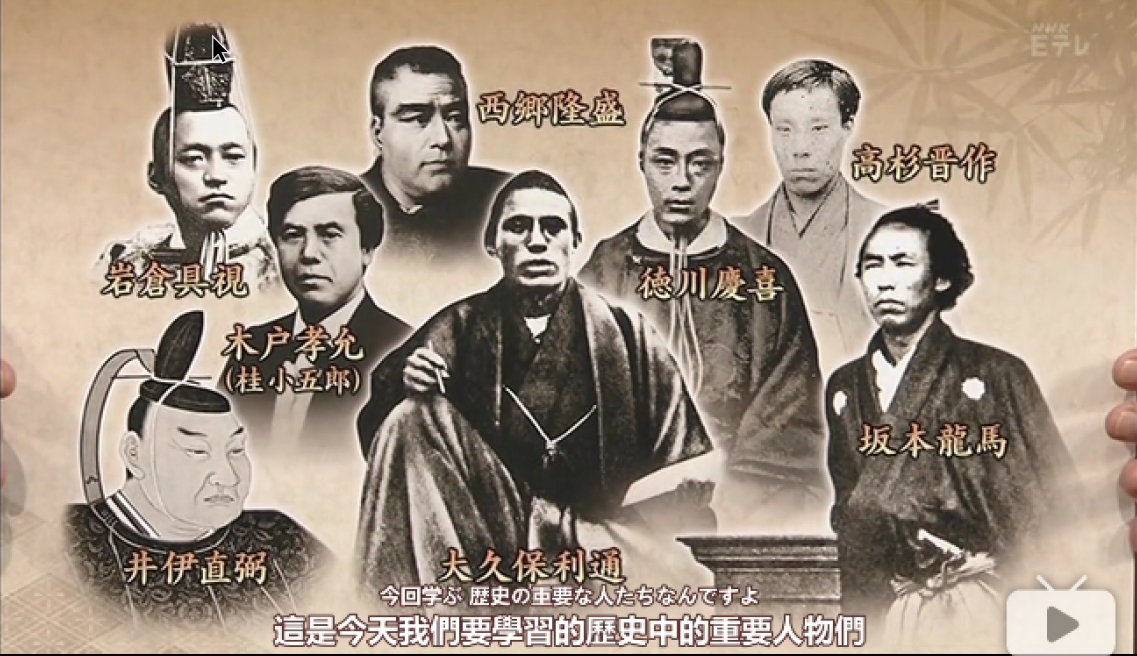 NHK
Eテレ
西郷隆盛
高杉晋作
岩倉具視
徳川慶喜
木戸孝允
(桂小五郎)
坂本龍馬
井伊直弼
大久保利通
今回学ぶ 歴史の重要な人たちなんですよ
這是今天我們要學習的歷史中的重要人物們